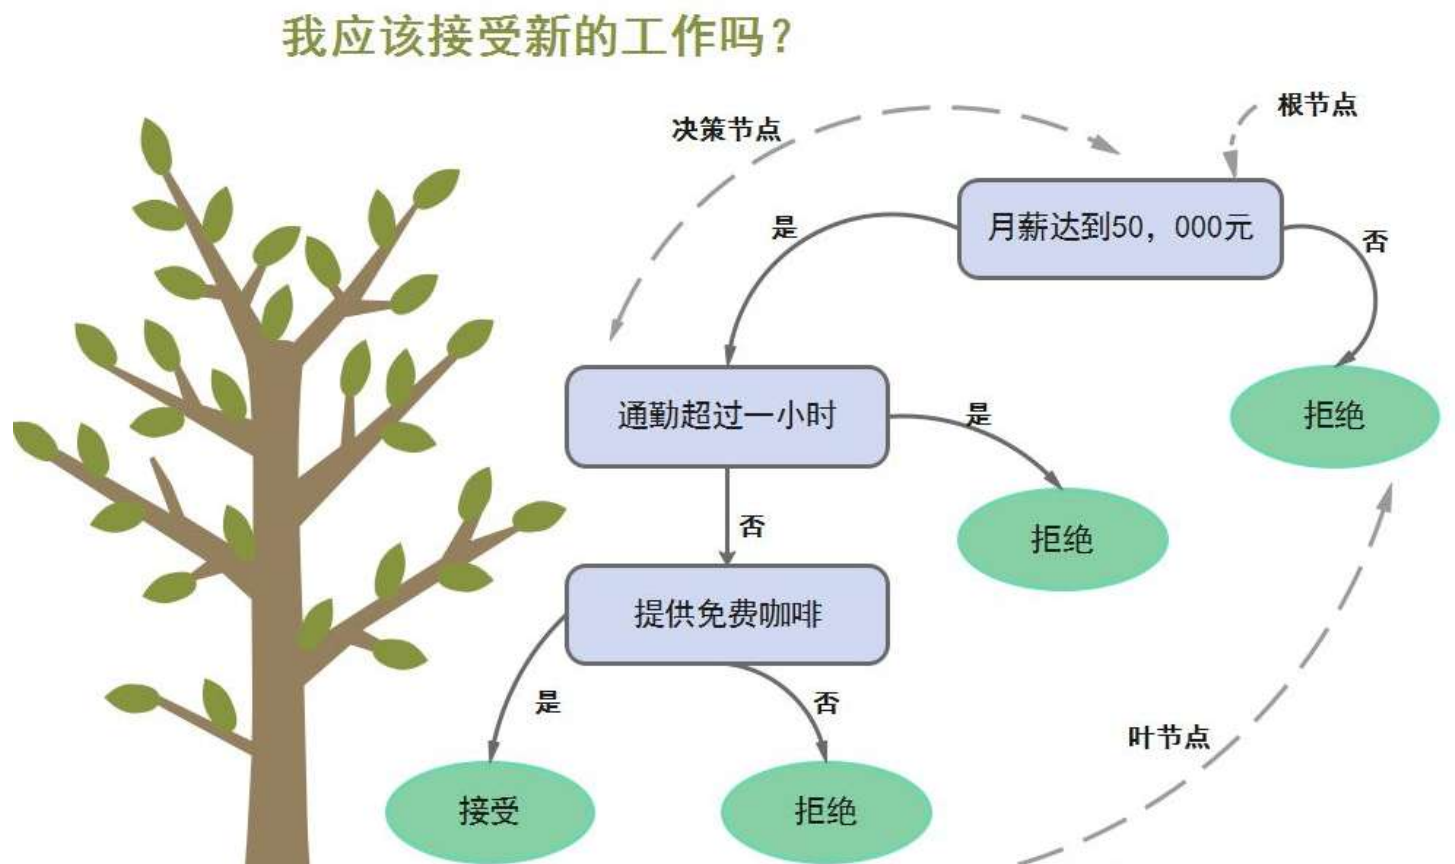 我应该接受新的工作吗？
根节点
决策节点
月薪达到50，000元
是
否
通勤超过一小时
拒绝
是
拒绝
否
提供免费咖啡
是
否
叶节点
接受
拒绝